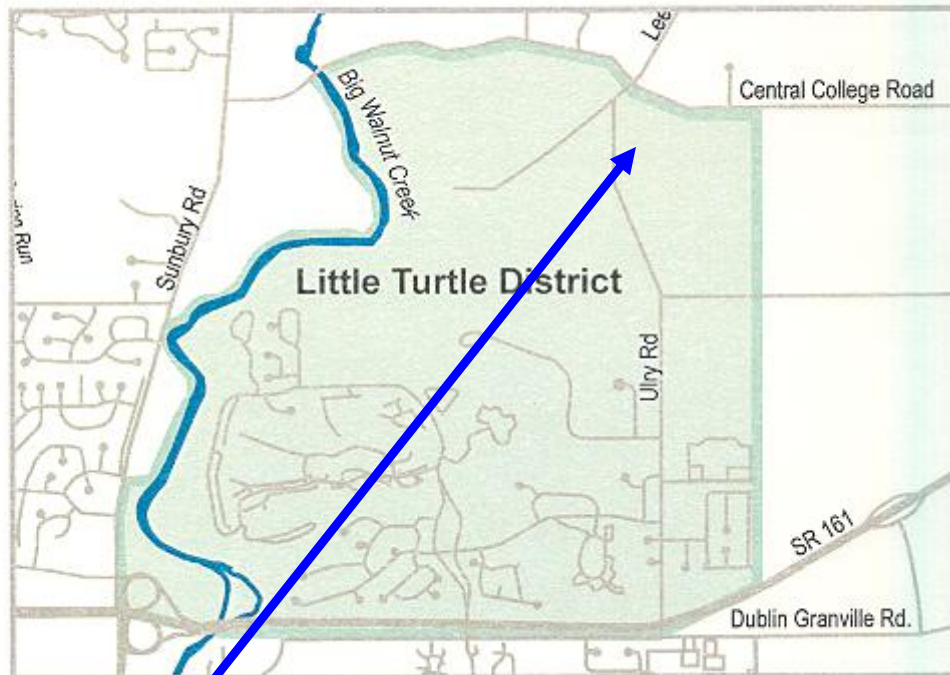 Lee
Central College Road
Big Walnut Creek
Sunbury Rd
Run
Little Turtle District
Ulry Rd
SR 161
Dublin Granville Rd.